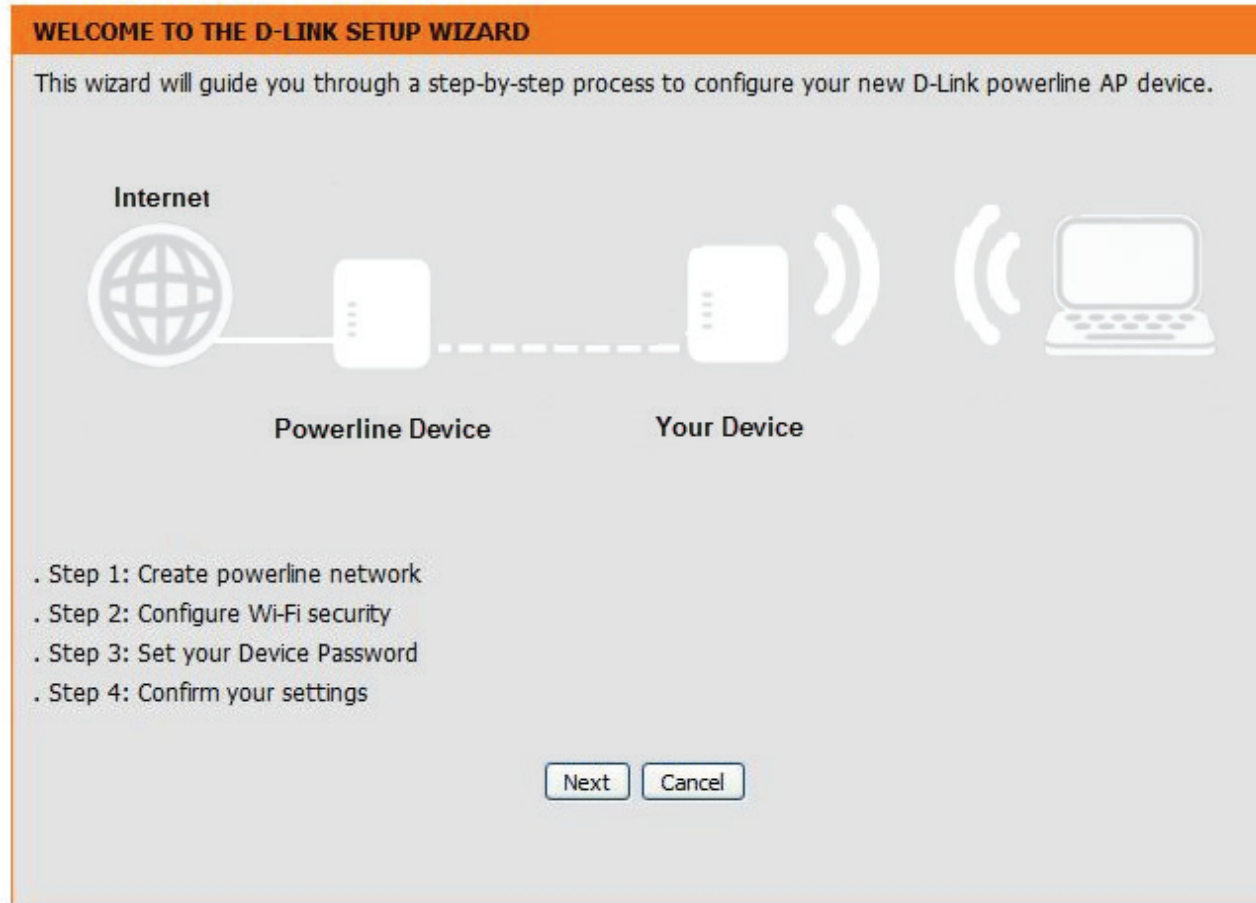 WELCOME TO THE D-LINK SETUP WIZARD
This wizard will guide you through a step-by-step process to configure your new D-Link powerline AP device.
Internet
Powerline Device
Your Device
. Step 1: Create powerline network
. Step 2: Configure Wi-Fi security
. Step 3: Set your Device Password
. Step 4: Confirm your settings
Next
Cancel